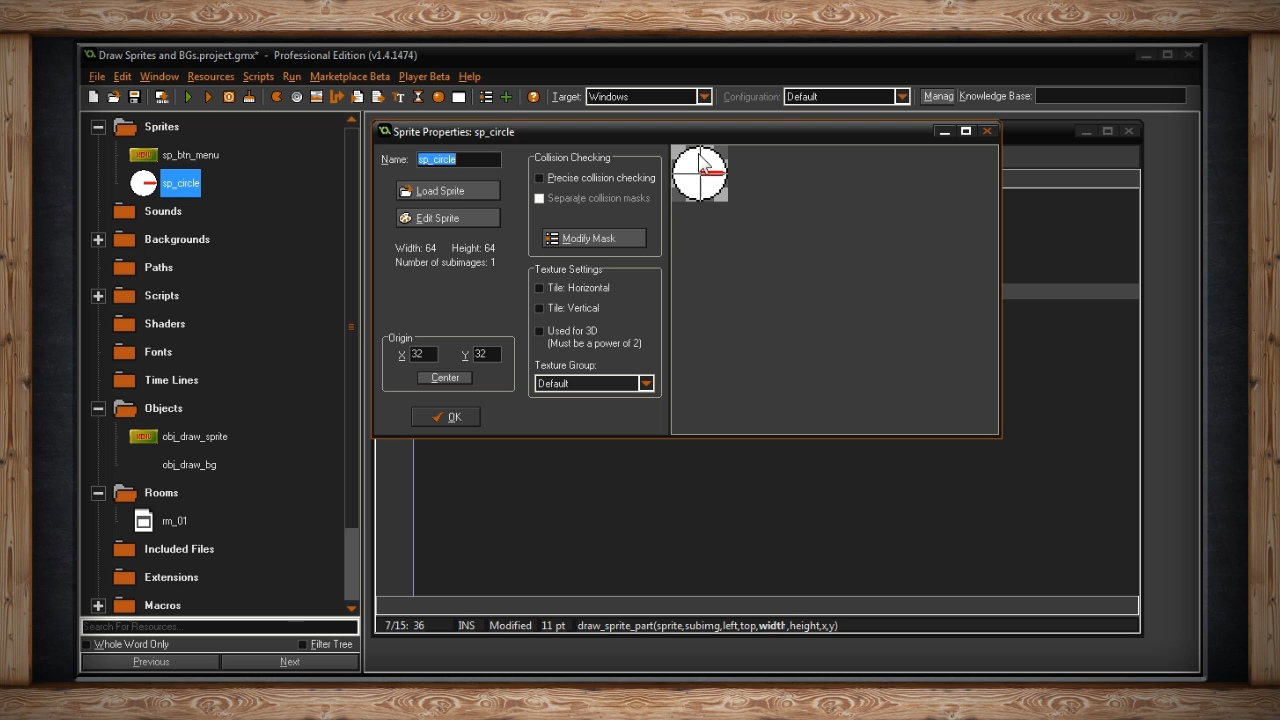 Draw Sprites and BGs.project.gmx* - Professional Edition (v1.4.1474)
File Edit Window Resources Scripts Run Marketplace Beta Player Beta Help
Target: Windows Configuration: Default Manag Knowledge Base:
Sprites
MENU sp_btn_menu
sp_circle
Sounds
Backgrounds
Paths
Scripts
Shaders
Fonts
Time Lines
Objects
MENU obj_draw_sprite
obj_draw_bg
Rooms
rm_01
Included Files
Extensions
Macros
Search For Resources...
Whole Word Only Filter Tree
Previous Next
Sprite Properties: sp_circle
Name: sp_circle
Load Sprite
Edit Sprite
Width: 64 Height: 64
Number of subimages: 1
Origin
X 32 Y 32
Center
OK
Collision Checking
Precise collision checking
Separate collision masks
Modify Mask
Texture Settings
Tile: Horizontal
Tile: Vertical
Used for 3D
(Must be a power of 2)
Texture Group:
Default
7/15: 36 INS Modified 11 pt draw_sprite_part(sprite,subimg,left,top,width,height,x,y)